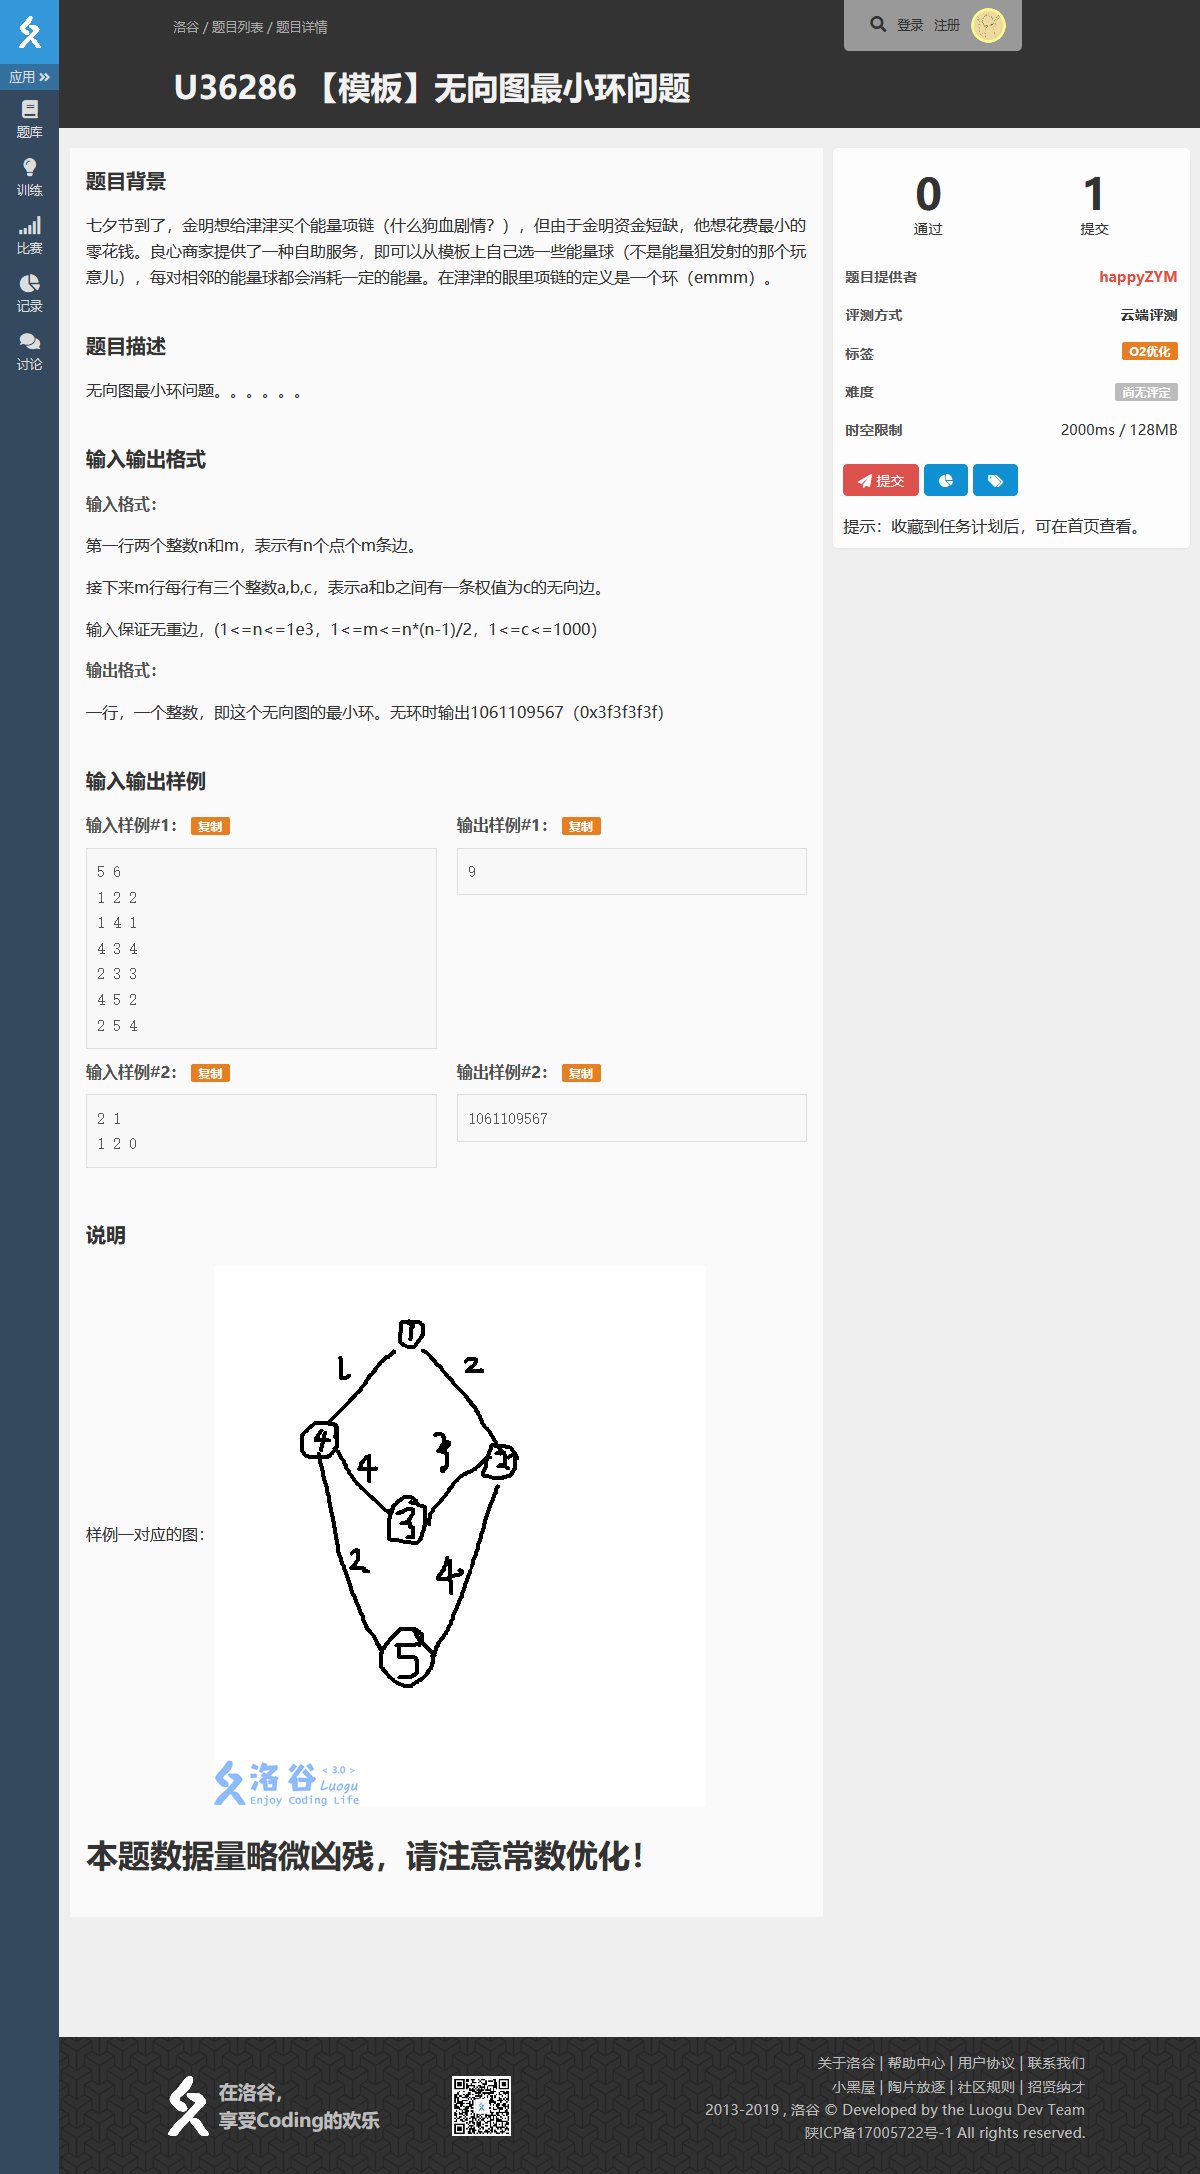 洛谷 / 题目列表 / 题目详情
登录 注册
U36286 【模板】无向图最小环问题
应用
题库
训练
比赛
记录
讨论
题目背景
七夕节到了，金明想给津津买个能量项链（什么狗血剧情？），但由于金明资金短缺，他想花费最小的
零花钱。良心商家提供了一种自助服务，即可以从模板上自己选一些能量球（不是能量狙发射的那个玩
意儿），每对相邻的能量球都会消耗一定的能量。在津津的眼里项链的定义是一个环（emmm）。
题目描述
无向图最小环问题。。。。。。
输入输出格式
输入格式：
第一行两个整数n和m，表示有n个点个m条边。
接下来m行每行有三个整数a,b,c，表示a和b之间有一条权值为c的无向边。
输入保证无重边，(1<=n<=1e3，1<=m<=n*(n-1)/2，1<=c<=1000）
输出格式：
一行，一个整数，即这个无向图的最小环。无环时输出1061109567（0x3f3f3f3f）
输入输出样例
输入样例#1： 复制
5 6
1 2 2
1 4 1
4 3 4
2 3 3
4 5 2
2 5 4
输出样例#1： 复制
9
输入样例#2： 复制
2 1
1 2 0
输出样例#2： 复制
1061109567
说明
样例一对应的图：
1
1
2
4
4
3
2
3
2
4
5
洛谷 < 3.0 >
Luogu
Enjoy Coding Life
本题数据量略微凶残，请注意常数优化！
0 1
通过 提交
题目提供者 happyZYM
评测方式 云端评测
标签 O2优化
难度 尚无评定
时空限制 2000ms / 128MB
提交
提示：收藏到任务计划后，可在首页查看。
在洛谷，
享受Coding的欢乐
关于洛谷 | 帮助中心 | 用户协议 | 联系我们
小黑屋 | 陶片放逐 | 社区规则 | 招贤纳才
2013-2019 , 洛谷 © Developed by the Luogu Dev Team
陕ICP备17005722号-1 All rights reserved.